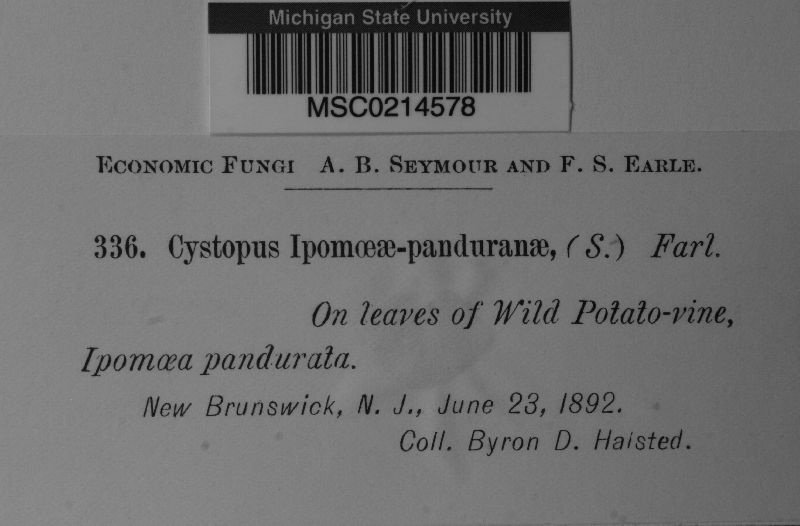 Michigan State University
MSC0214578
ECONOMIC FUNGI A. B. SEYMOUR AND F. S. EARLE.
336. Cystopus Ipomœæ-panduranæ, (S.) Farl.
On leaves of Wild Potato-vine,
Ipomœa pandurata.
New Brunswick, N. J., June 23, 1892.
Coll. Byron D. Halsted.